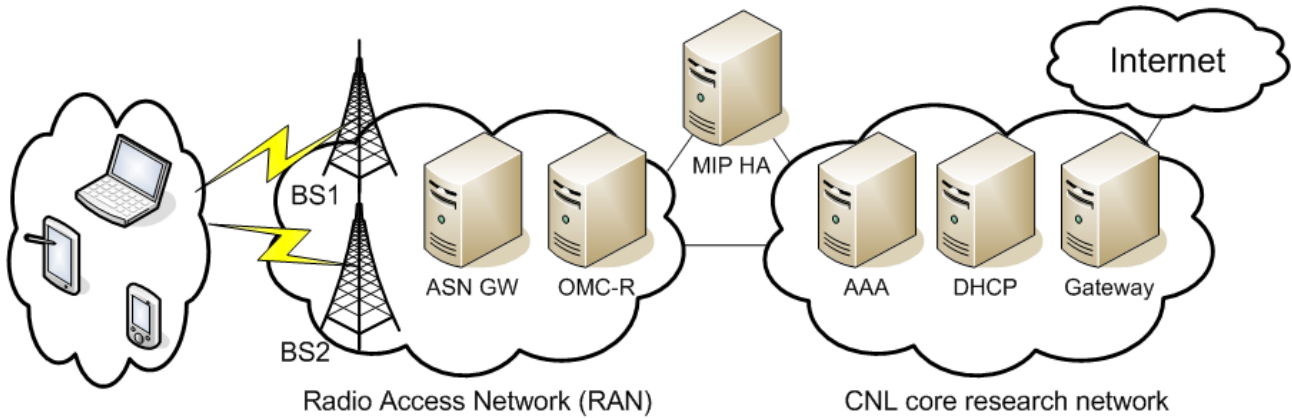 Internet
MIP HA
BS1
ASN GW
OMC-R
AAA
DHCP
Gateway
BS2
Radio Access Network (RAN)
CNL core research network